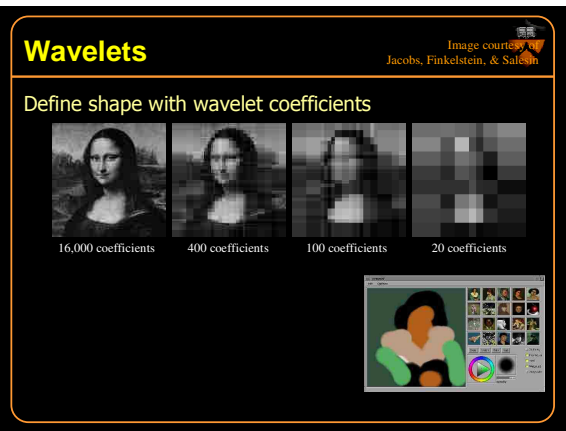 Wavelets
Image courtesy of
Jacobs, Finkelstein, & Salesin
Define shape with wavelet coefficients
16,000 coefficients
400 coefficients
100 coefficients
20 coefficients